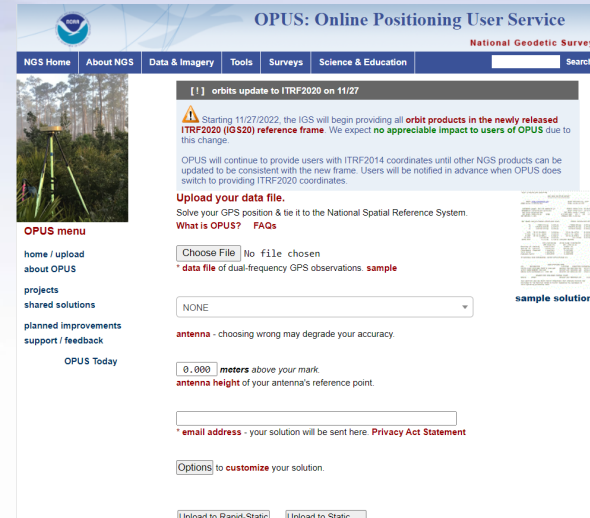 NOAA
OPUS: Online Positioning User Service
National Geodetic Survey
NGS Home About NGS Data & Imagery Tools Surveys Science & Education Search
[ ! ] orbits update to ITRF2020 on 11/27
Starting 11/27/2022, the IGS will begin providing all orbit products in the newly released
ITRF2020 (IGS20) reference frame. We expect no appreciable impact to users of OPUS due to
this change.
OPUS will continue to provide users with ITRF2014 coordinates until other NGS products can be
updated to be consistent with the new frame. Users will be notified in advance when OPUS does
switch to providing ITRF2020 coordinates.
OPUS menu
home / upload
about OPUS
projects
shared solutions
planned improvements
support / feedback
OPUS Today
Upload your data file.
Solve your GPS position & tie it to the National Spatial Reference System.
What is OPUS? FAQs
Choose File No file chosen
* data file of dual-frequency GPS observations. sample
NONE
antenna - choosing wrong may degrade your accuracy.
0.000 meters above your mark.
antenna height of your antenna's reference point.
* email address - your solution will be sent here. Privacy Act Statement
Options to customize your solution.
Upload to Rapid-Static Upload to Static
sample solution